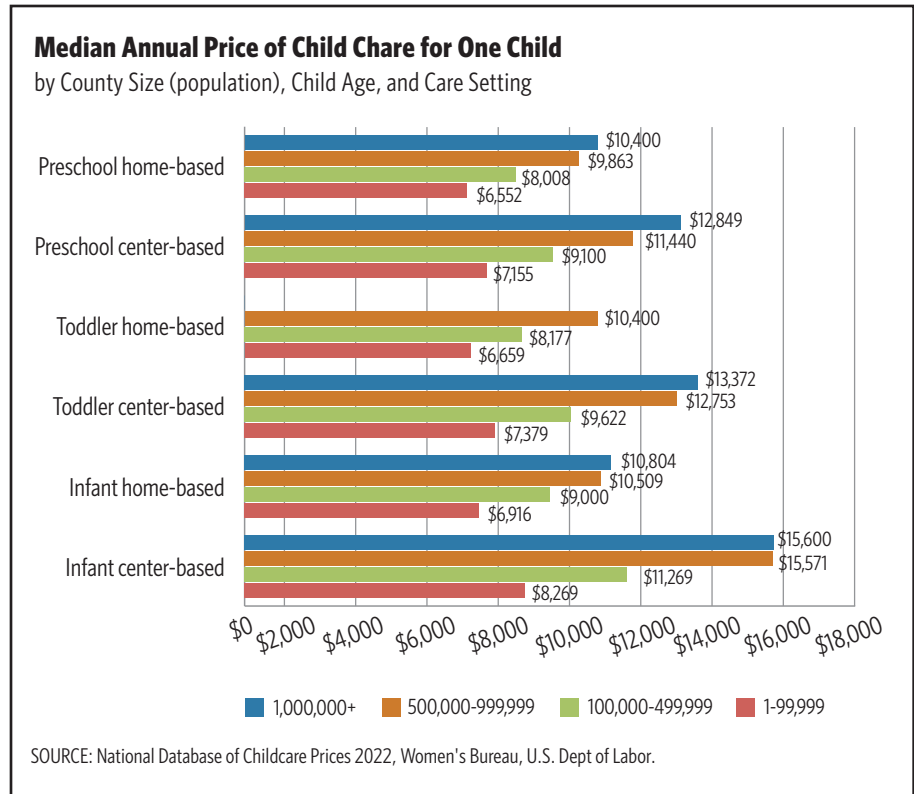 Median Annual Price of Child Chare for One Child
by County Size (population), Child Age, and Care Setting
Preschool home-based
$10,400
$9,863
$8,008
$6,552
Preschool center-based
$12,849
$11,440
$9,100
$7,155
Toddler home-based
$10,400
$8,177
$6,659
Toddler center-based
$13,372
$12,753
$9,622
$7,379
Infant home-based
$10,804
$10,509
$9,000
$6,916
Infant center-based
$15,600
$15,571
$11,269
$8,269
$0 $2,000 $4,000 $6,000 $8,000 $10,000 $12,000 $14,000 $16,000 $18,000
1,000,000+ 500,000-999,999 100,000-499,999 1-99,999
SOURCE: National Database of Childcare Prices 2022, Women's Bureau, U.S. Dept of Labor.